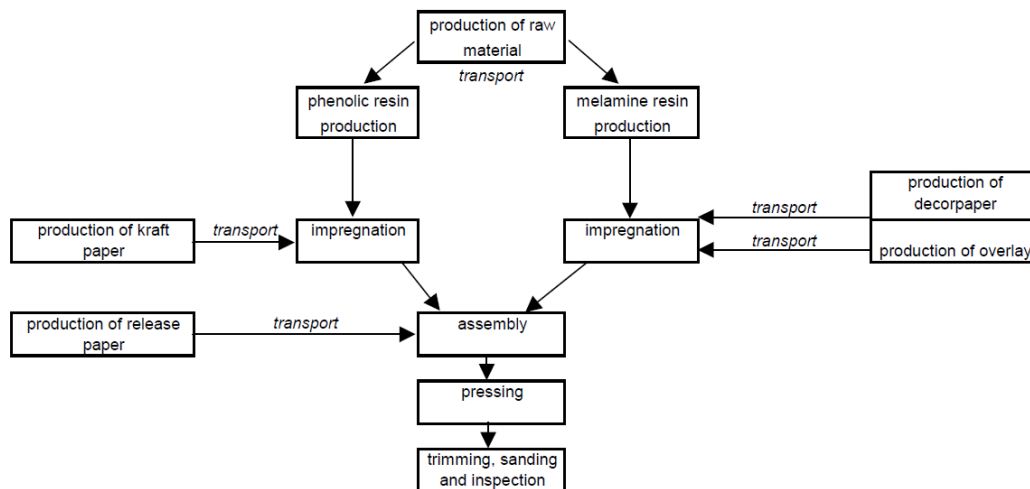 production of raw
material
transport
phenolic resin
production
melamine resin
production
production of
decorpaper
transport
production of kraft
paper
transport
impregnation
impregnation
transport
production of overlay
production of release
paper
transport
assembly
pressing
trimming, sanding
and inspection